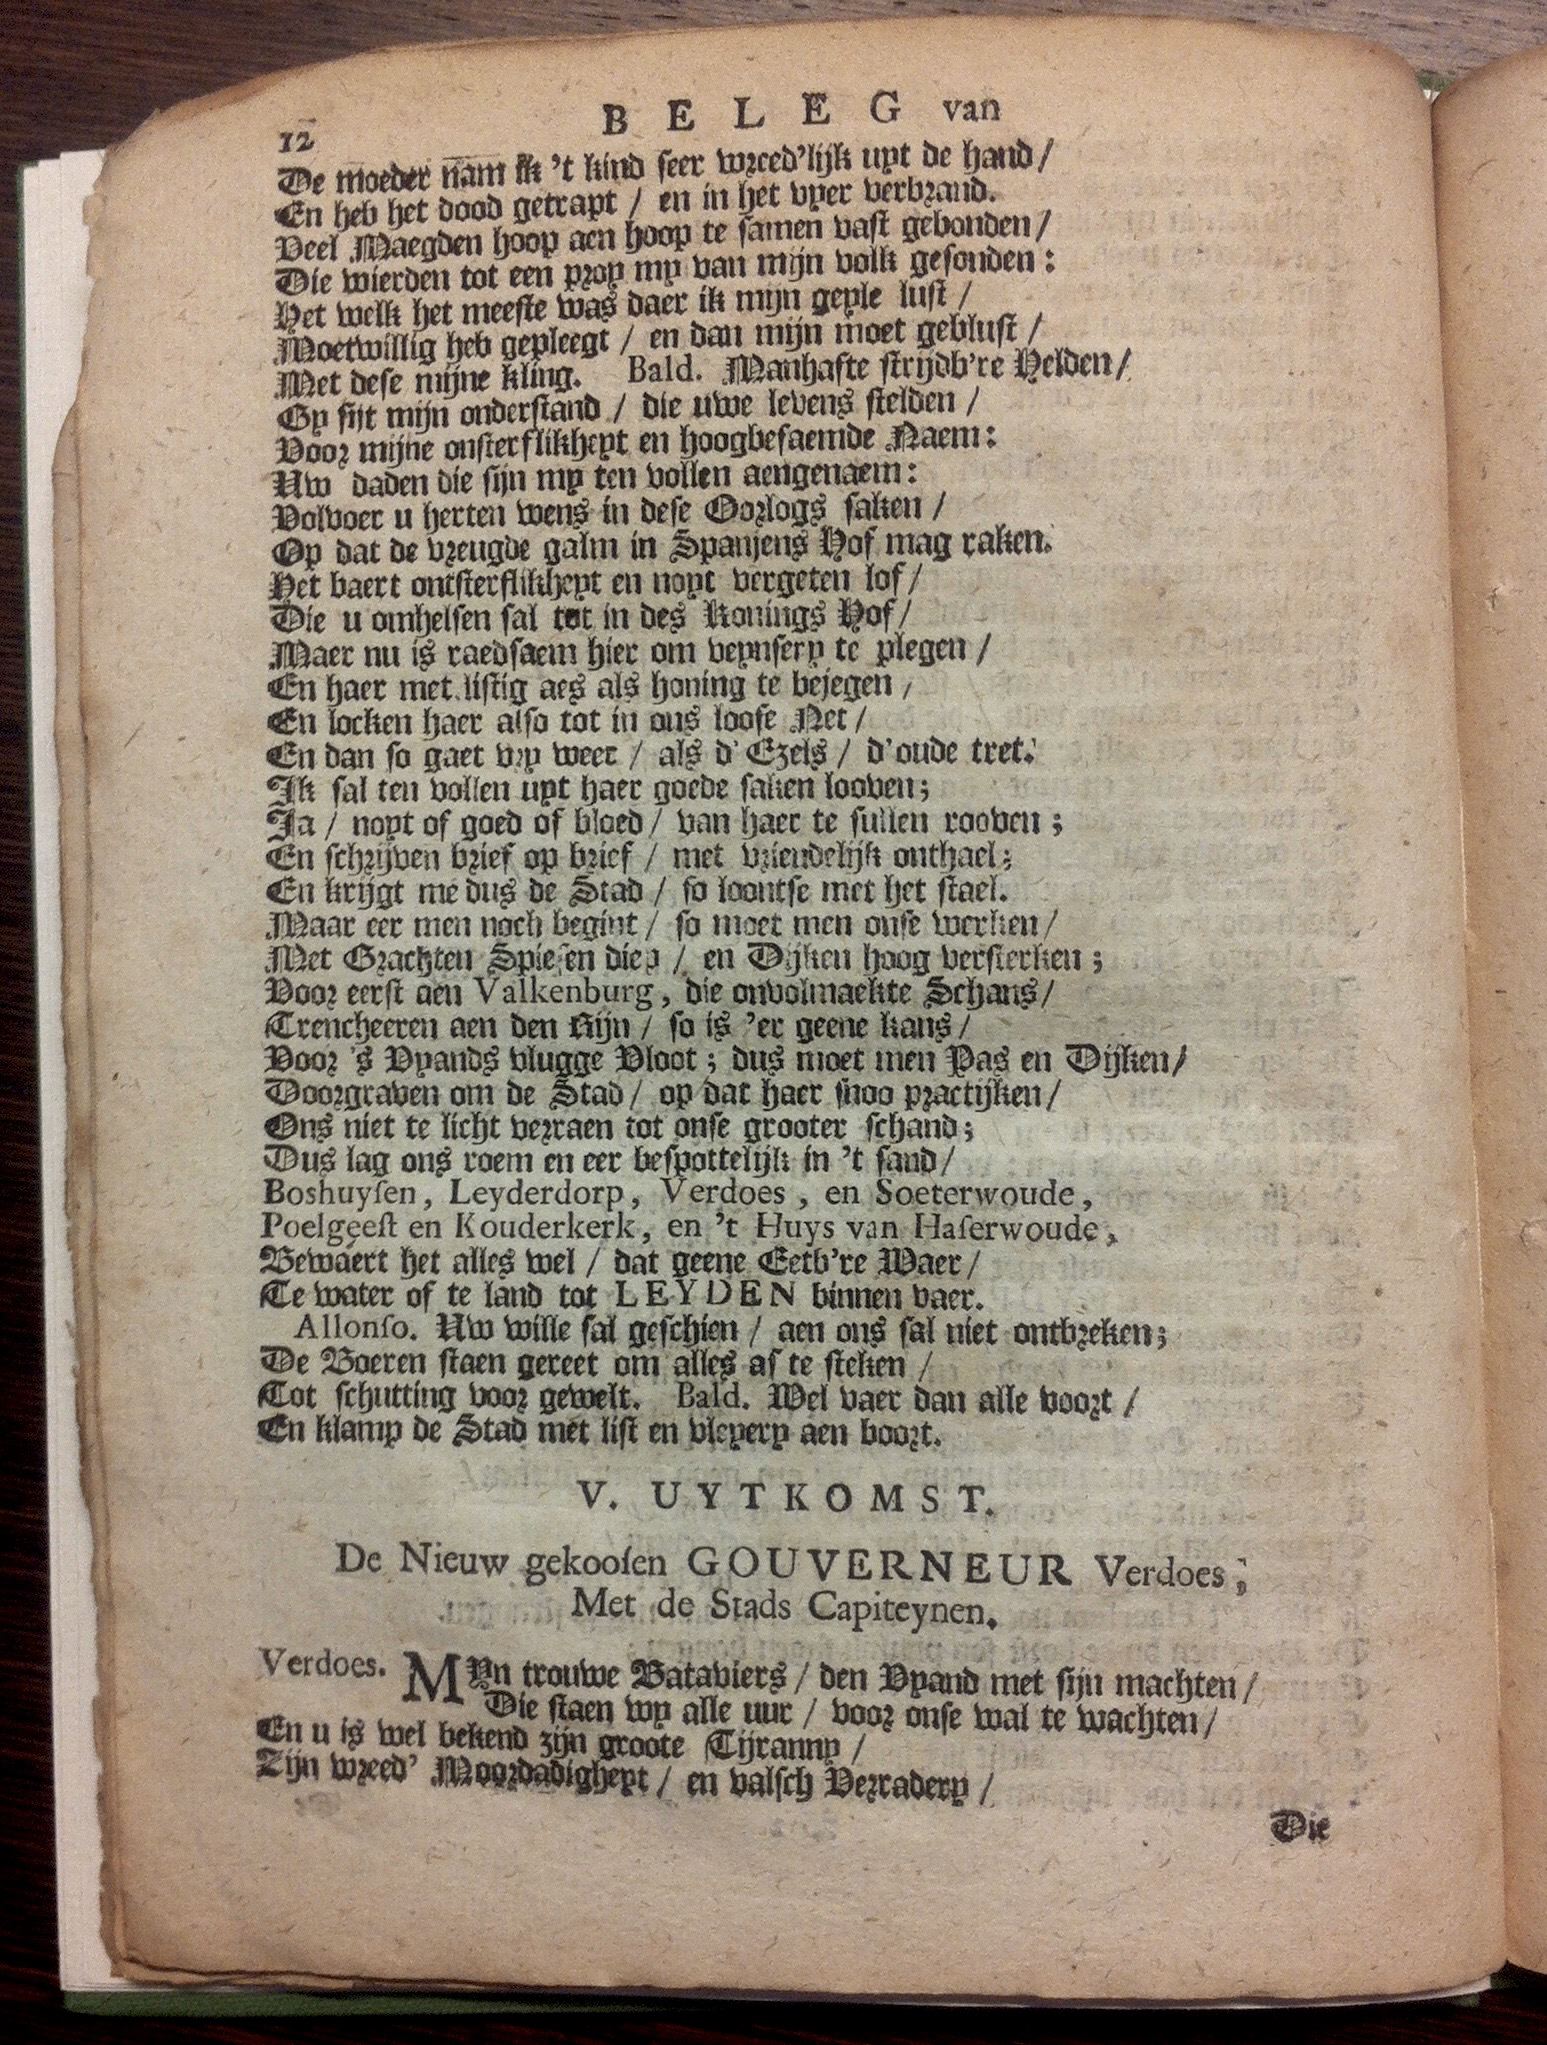 12 BELEG van
De moeder nam ik 't kind seer wreed'lijk uyt de hand /
En heb het dood getrapt / en in het vyer verbrand.
Veel Maegden hoop aen hoop te samen vast gebonden /
Die wierden tot een prop my van mijn volk gesonden:
Het welk het meeste was daer ik mijn geyle lust /
Moetwillig heb gepleegt / en dan mijn moet geblust /
Met dese mijne kling. Bald. Manhafte strijdb're Helden /
Gy sijt mijn onderstand / die uwe levens stelden /
Voor mijne onsterflikheyt en hoogbefaemde Naem:
Uw daden die sijn my ten vollen aengenaem:
Volvoer u herten wens in dese Oorlogs saken /
Op dat de vreugde galm in Spanjens Hof mag raken.
Het baert ontsterflikheyt en noyt vergeten lof /
Die u omhelsen sal tot in des Konings Hof /
Maer nu is raedsaem hier om veynsery te plegen /
En haer met listig aes als honing te bejegen /
En locken haer also tot in ons loose Net /
En dan so gaet vry weer / als d'Ezels / d'oude tret.
Ik sal ten vollen uyt haer goede saken looven;
Ja / noyt of goed of bloed / van haer te sullen rooven;
En schrijven brief op brief / met vriendelijk onthael;
En krijgt me dus de Stad / so loontse met het stael.
Maar eer men noch begint / so moet men onse werken /
Met Grachten Spiesen diep / en Dijken hoog versterken;
Voor eerst aen Valkenburg, die onvolmaekte Schans /
Trencheeren aen den Rijn / so is 'er geene kans /
Voor 's Vyands vlugge Vloot; dus moet men Pas en Dijken /
Doorgraven om de Stad / op dat haer snoo practijken /
Ons niet te licht verraen tot onse grooter schand;
Dus lag ons roem en eer bespottelijk in 't sand /
Boshuysen, Leyderdorp, Verdoes, en Soeterwoude,
Poelgeest en Kouderkerk, en 't Huys van Haserwoude,
Bewaert het alles wel / dat geene Eetb're Waer /
Te water of te land tot LEYDEN binnen vaer.
Allonso. Uw wille sal geschien / aen ons sal niet ontbreken;
De Boeren staen gereet om alles af te steken /
Tot schutting voor gewelt. Bald. Wel vaer dan alle voort /
En klamp de Stad met list en vleyery aen boort.
V. UYTKOMST.
De Nieuw gekoosen GOUVERNEUR Verdoes,
Met de Stads Capiteynen.
Verdoes. Myn trouwe Bataviers / den Vyand met sijn machten /
Die staen wy alle uur / voor onse wal te wachten /
En u is wel bekend zijn groote Tijranny /
Zijn wreed' Moordadigheyt / en valsch Verradery /
Die